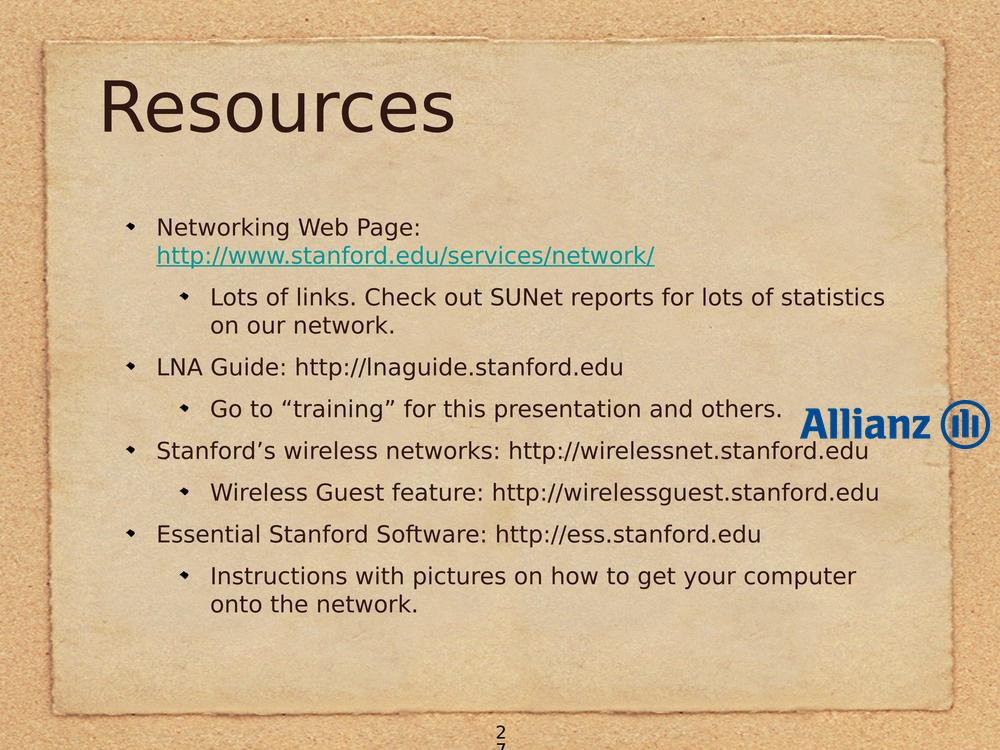 Resources
Networking Web Page:
http://www.stanford.edu/services/network/
Lots of links. Check out SUNet reports for lots of statistics
on our network.
LNA Guide: http://lnaguide.stanford.edu
Go to “training” for this presentation and others.
Allianz
Stanford’s wireless networks: http://wirelessnet.stanford.edu
Wireless Guest feature: http://wirelessguest.stanford.edu
Essential Stanford Software: http://ess.stanford.edu
Instructions with pictures on how to get your computer
onto the network.
2
7